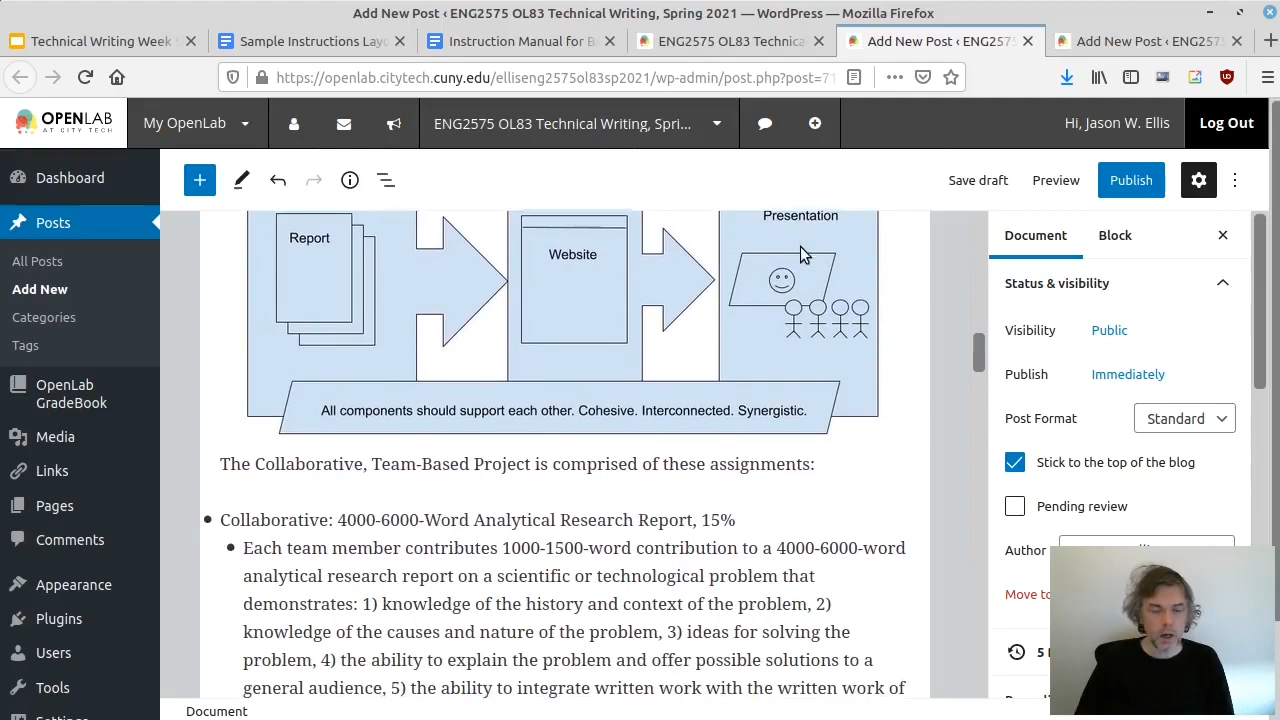 Add New Post ‹ ENG2575 OL83 Technical Writing, Spring 2021 — WordPress — Mozilla Firefox
Technical Writing Week
Sample Instructions Layo
Instruction Manual for B
ENG2575 OL83 Technica
Add New Post ‹ ENG257
Add New Post ‹ ENG257
https://openlab.citytech.cuny.edu/elliseng2575ol83sp2021/wp-admin/post.php?post=71
OPENLAB
AT CITY TECH
My OpenLab
ENG2575 OL83 Technical Writing, Spri...
Hi, Jason W. Ellis
Log Out
Dashboard
Posts
All Posts
Add New
Categories
Tags
OpenLab
GradeBook
Media
Links
Pages
Comments
Appearance
Plugins
Users
Tools
Save draft
Preview
Publish
Report
Website
Presentation
All components should support each other. Cohesive. Interconnected. Synergistic.
The Collaborative, Team-Based Project is comprised of these assignments:
Collaborative: 4000-6000-Word Analytical Research Report, 15%
Each team member contributes 1000-1500-word contribution to a 4000-6000-word
analytical research report on a scientific or technological problem that
demonstrates: 1) knowledge of the history and context of the problem, 2)
knowledge of the causes and nature of the problem, 3) ideas for solving the
problem, 4) the ability to explain the problem and offer possible solutions to a
general audience, 5) the ability to integrate written work with the written work of
Document
Document
Block
Status & visibility
Visibility
Public
Publish
Immediately
Post Format
Standard
Stick to the top of the blog
Pending review
Author
Move to
5